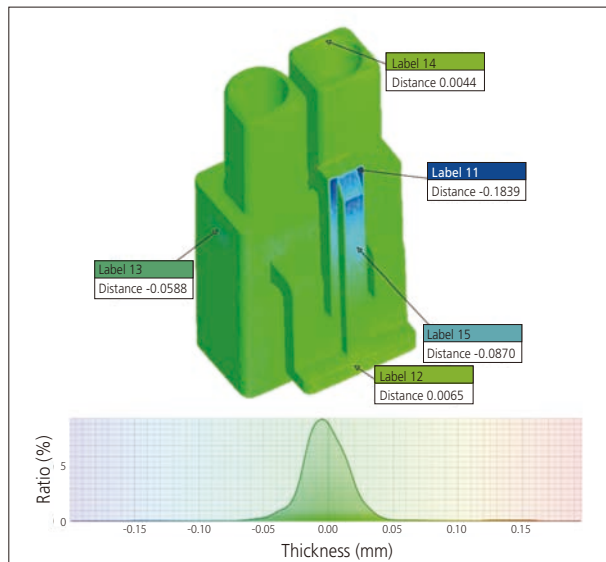 Label 14
Distance 0.0044
Label 11
Distance -0.1839
Label 13
Distance -0.0588
Label 15
Distance -0.0870
Label 12
Distance 0.0065
Ratio (%)
5
0
-0.15 -0.10 -0.05 0.00 0.05 0.10 0.15
Thickness (mm)